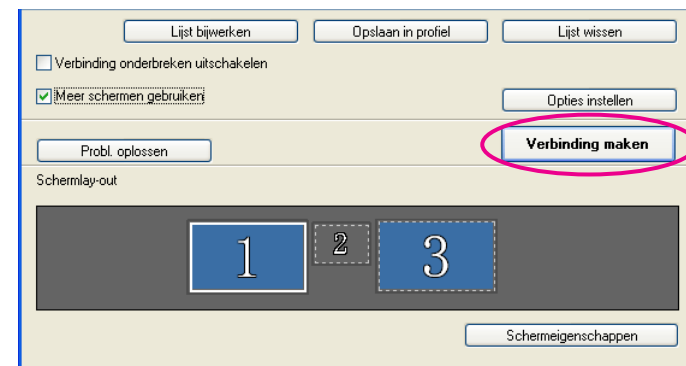 Lijst bijwerken Opslaan in profiel Lijst wissen
Verbinding onderbreken uitschakelen
Meer schermen gebruiken Opties instellen
Probl. oplossen Verbinding maken
Schermlay-out
1 2 3
Schermeigenschappen